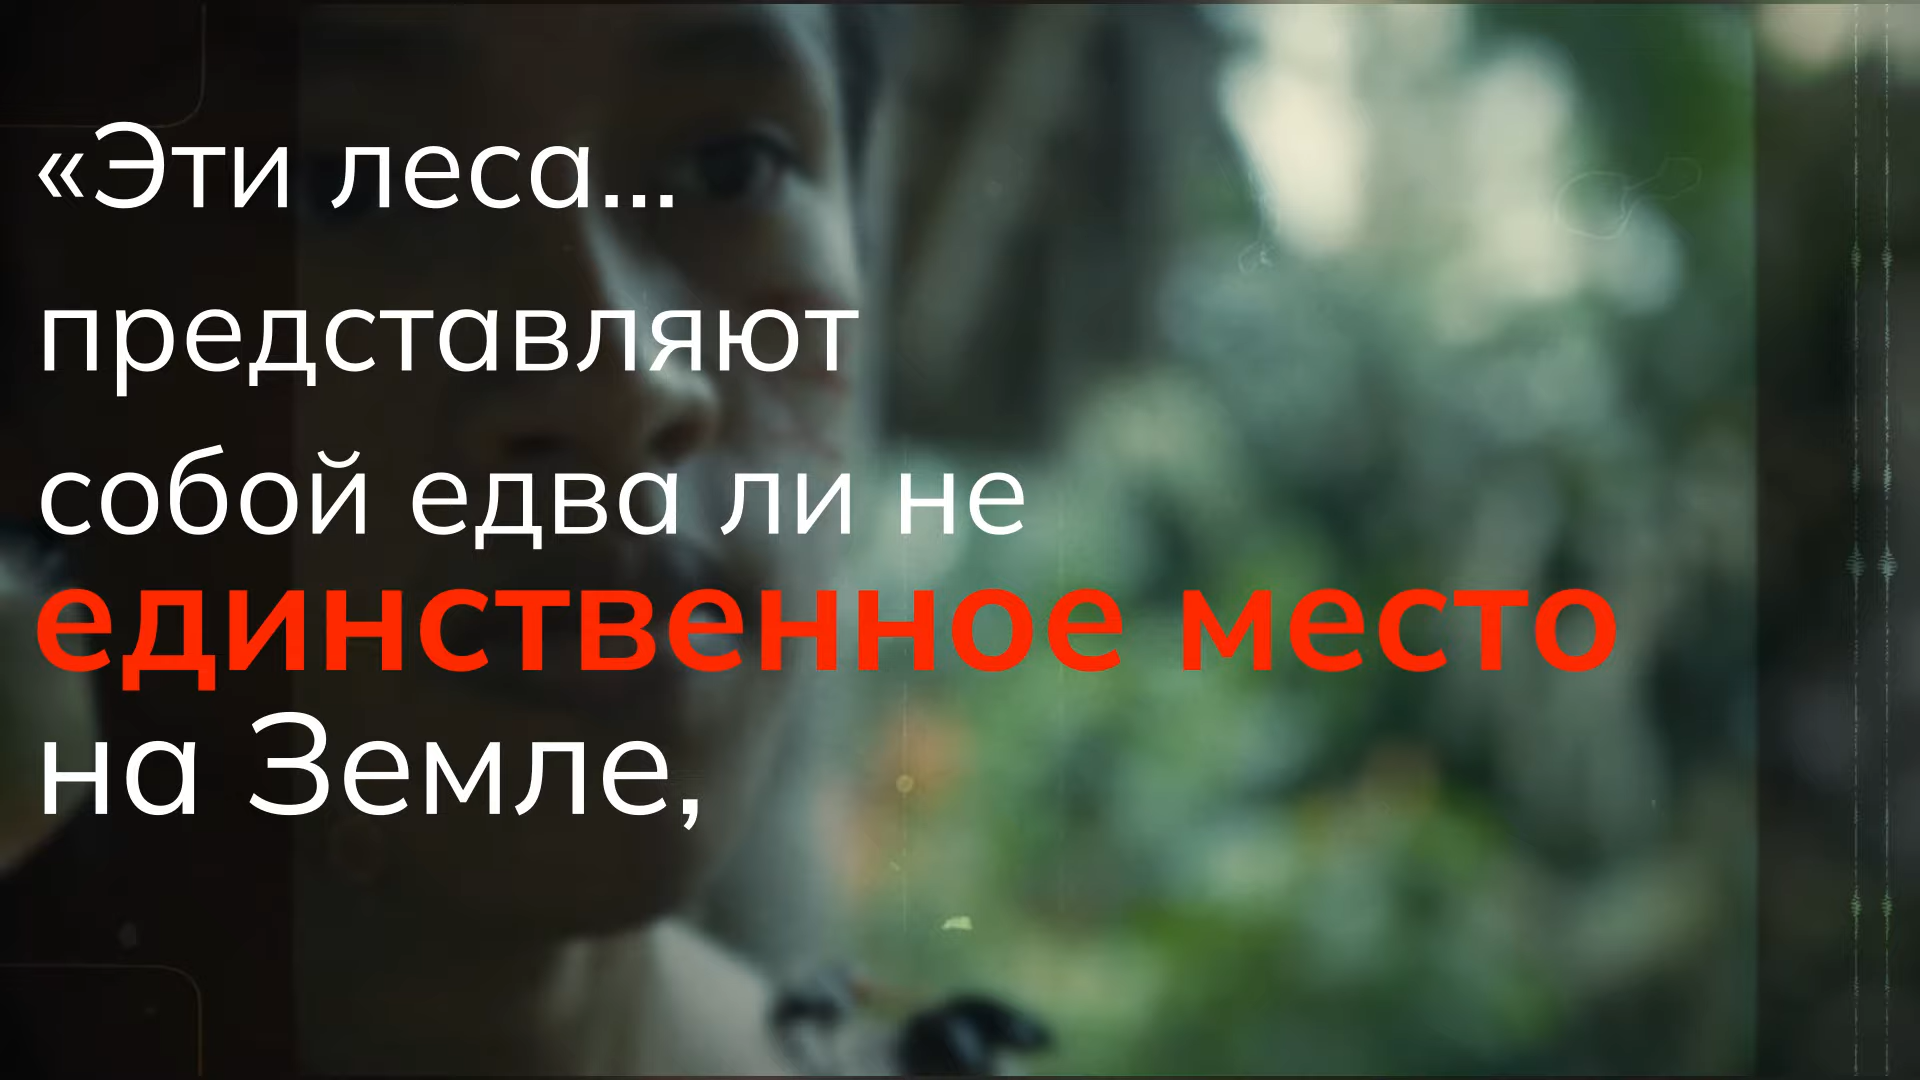 «Эти леса...
представляют
собой едва ли не
единственное место
на Земле,